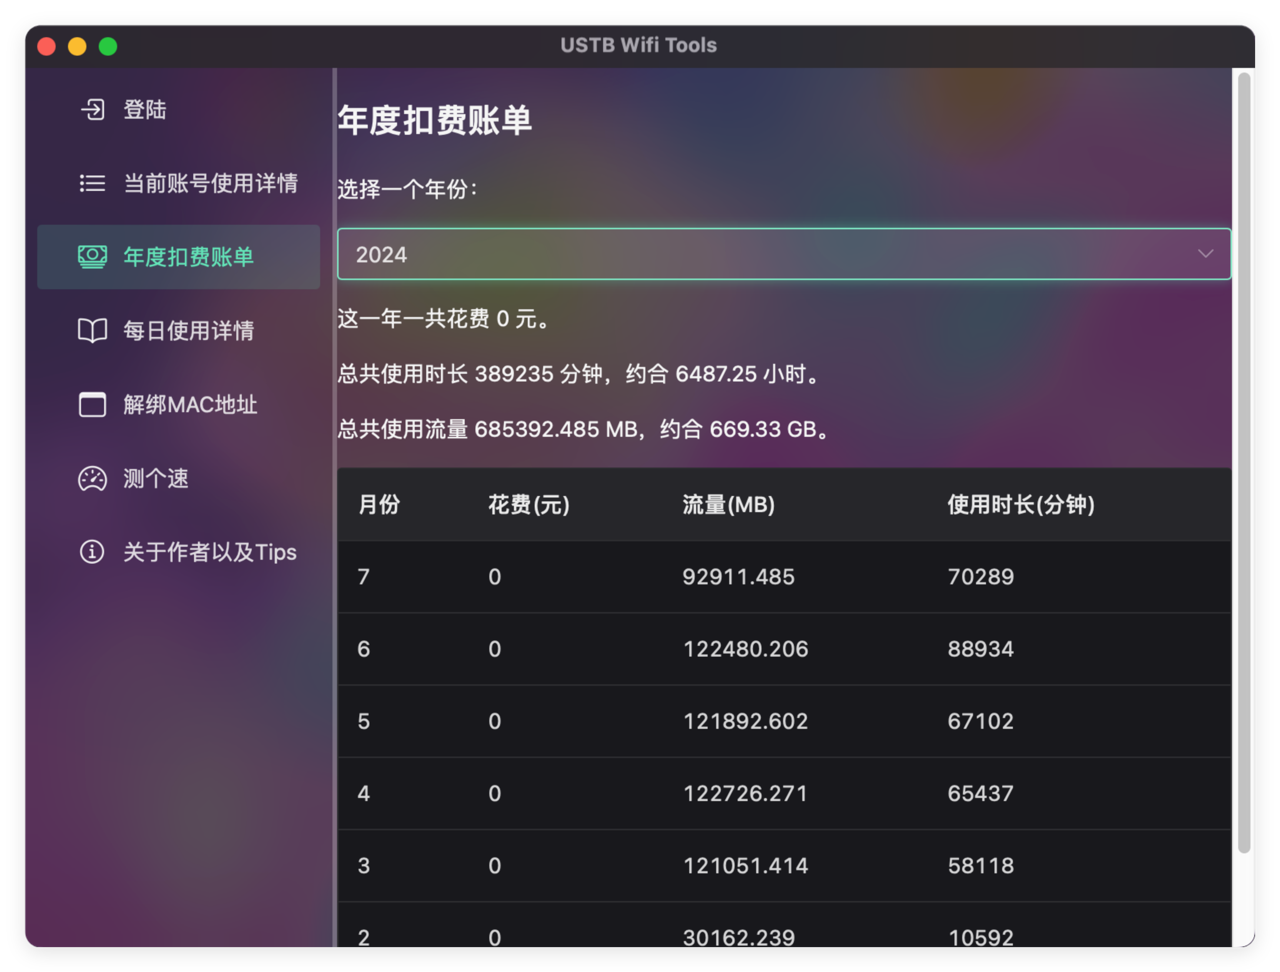 USTB Wifi Tools
登陆
当前账号使用详情
年度扣费账单
每日使用详情
解绑MAC地址
测个速
关于作者以及Tips
年度扣费账单
选择一个年份：
2024
这一年一共花费 0 元。
总共使用时长 389235 分钟，约合 6487.25 小时。
总共使用流量 685392.485 MB，约合 669.33 GB。
月份 花费(元) 流量(MB) 使用时长(分钟)
7 0 92911.485 70289
6 0 122480.206 88934
5 0 121892.602 67102
4 0 122726.271 65437
3 0 121051.414 58118
2 0 30162.239 10592